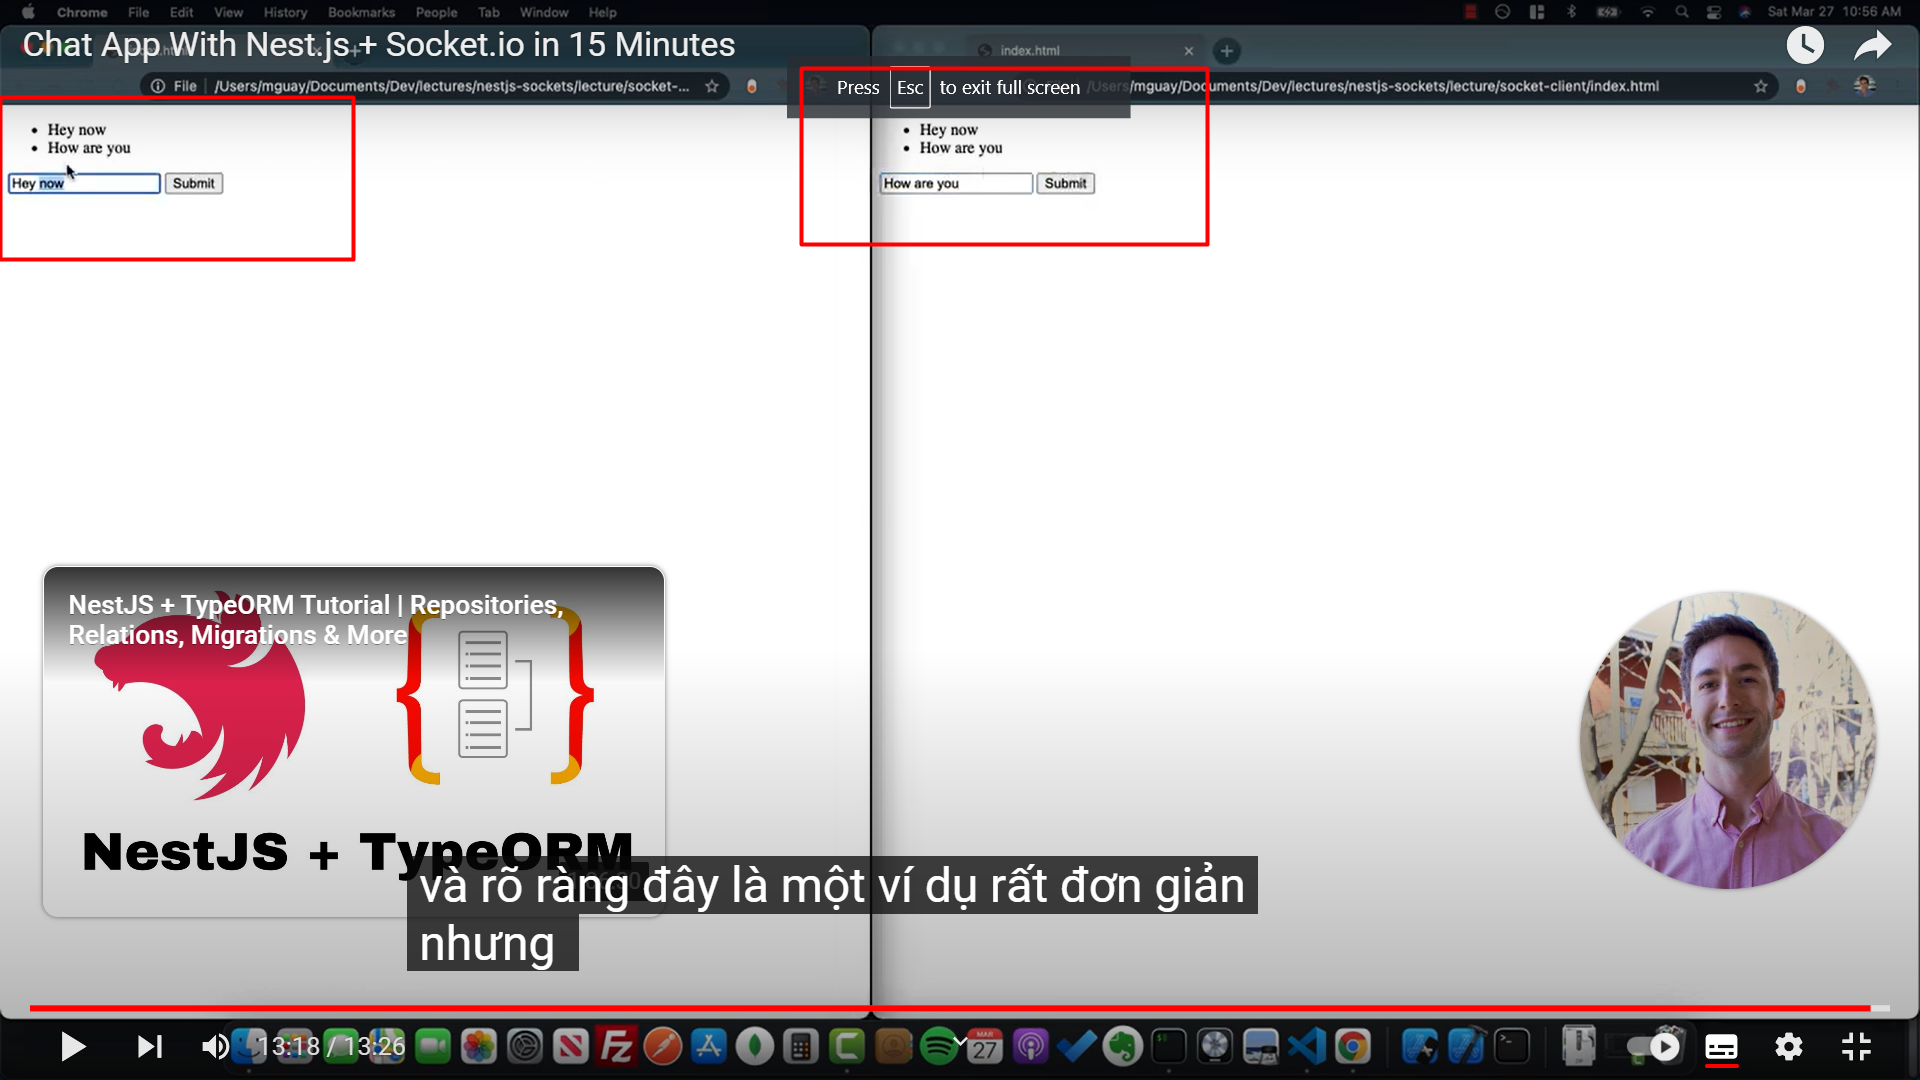 Chrome File Edit View History Bookmarks People Tab Window Help
Sat Mar 27 10:56 AM
Chat App With Nest.js + Socket.io in 15 Minutes
index.html
File /Users/mguay/Documents/Dev/lectures/nestjs-sockets/lecture/socket-...
Press Esc to exit full screen
/Users/mguay/Documents/Dev/lectures/nestjs-sockets/lecture/socket-client/index.html
• Hey now
• How are you
Hey now Submit
• Hey now
• How are you
How are you Submit
NestJS + TypeORM Tutorial | Repositories,
Relations, Migrations & More
NestJS + TypeORM
và rõ ràng đây là một ví dụ rất đơn giản
nhưng
13:18 / 13:26
MAR
27